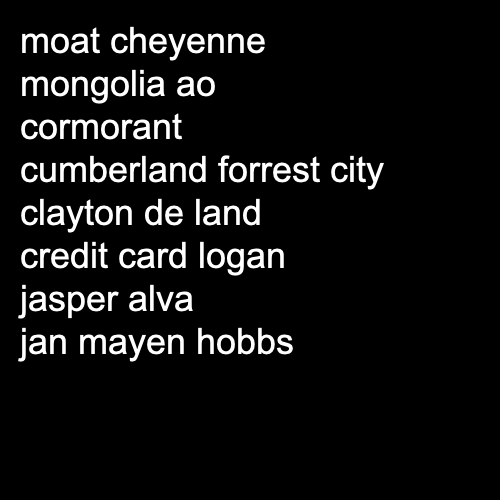 moat cheyenne
mongolia ao
cormorant
cumberland forrest city
clayton de land
credit card logan
jasper alva
jan mayen hobbs